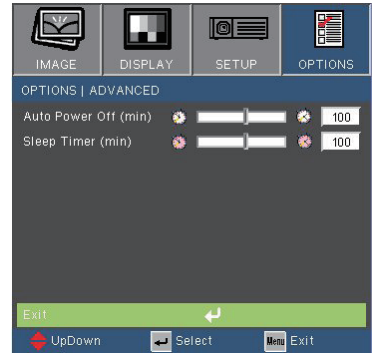 IMAGE DISPLAY SETUP OPTIONS
OPTIONS | ADVANCED
Auto Power Off (min) 100
Sleep Timer (min) 100
Exit
UpDown Select Menu Exit